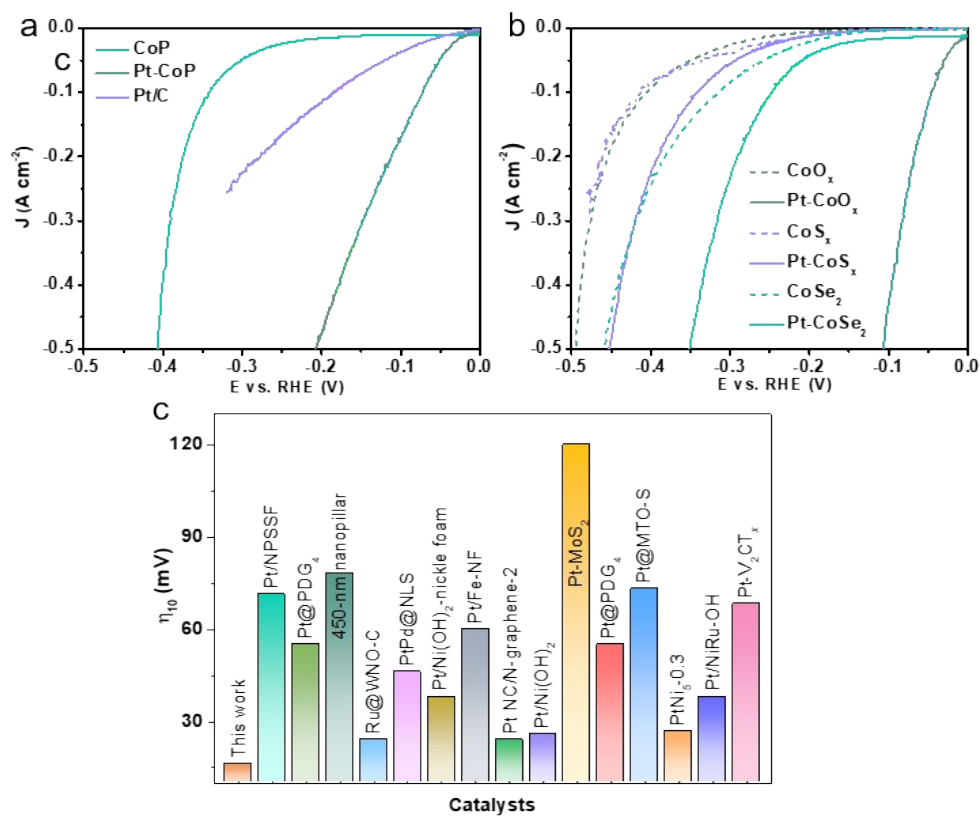 a
c
CoP
Pt-CoP
Pt/C
0.0
-0.1
-0.2
-0.3
-0.4
-0.5
J (A cm⁻²)
-0.5 -0.4 -0.3 -0.2 -0.1 0.0
E vs. RHE (V)
b
0.0
-0.1
-0.2
-0.3
-0.4
-0.5
J (A cm⁻²)
CoOₓ
Pt-CoOₓ
CoSₓ
Pt-CoSₓ
CoSe₂
Pt-CoSe₂
-0.5 -0.4 -0.3 -0.2 -0.1 0.0
E vs. RHE (V)
c
120
90
60
30
η₁₀ (mV)
This work
Pt/NPSSF
Pt@PDG₄
450-nm nanopillar
Ru@WNO-C
PtPd@NLS
Pt/Ni(OH)₂-nickle foam
Pt/Fe-NF
Pt NC/N-graphene-2
Pt/Ni(OH)₂
Pt-MoS₂
Pt@PDG₄
Pt@MTO-S
PtNi₅-0.3
Pt/NiRu-OH
Pt-V₂CTₓ
Catalysts